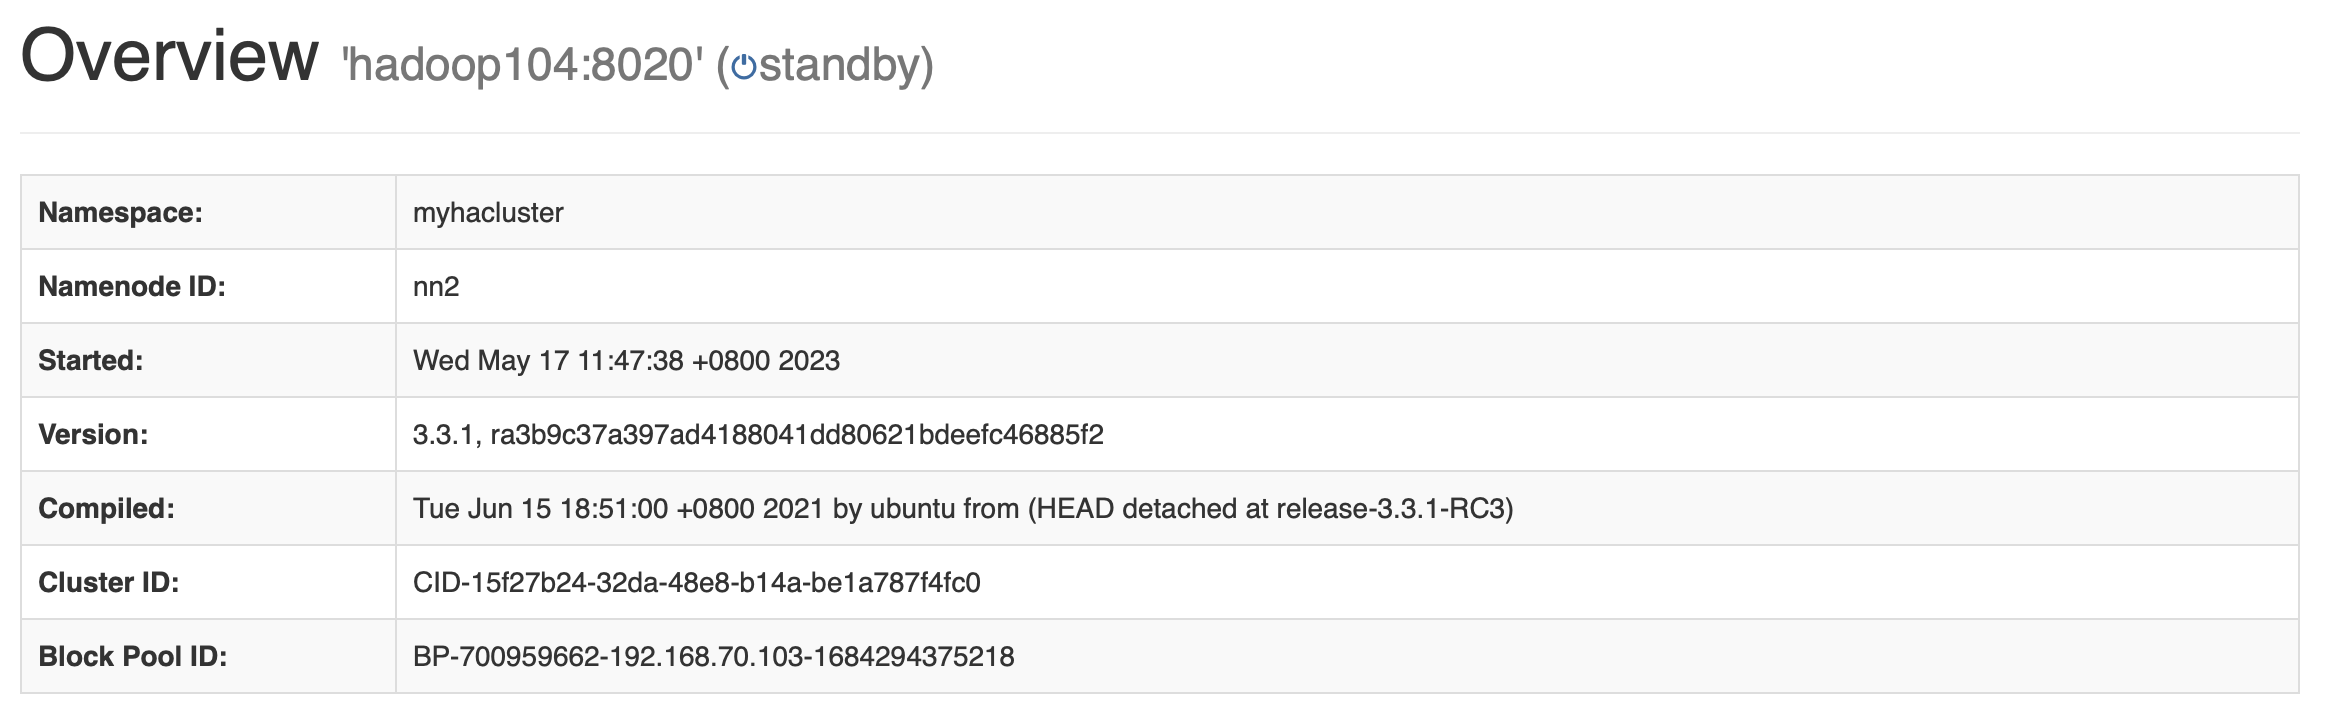 Overview 'hadoop104:8020' (standby)
Namespace: myhacluster
Namenode ID: nn2
Started: Wed May 17 11:47:38 +0800 2023
Version: 3.3.1, ra3b9c37a397ad4188041dd80621bdeefc46885f2
Compiled: Tue Jun 15 18:51:00 +0800 2021 by ubuntu from (HEAD detached at release-3.3.1-RC3)
Cluster ID: CID-15f27b24-32da-48e8-b14a-be1a787f4fc0
Block Pool ID: BP-700959662-192.168.70.103-1684294375218